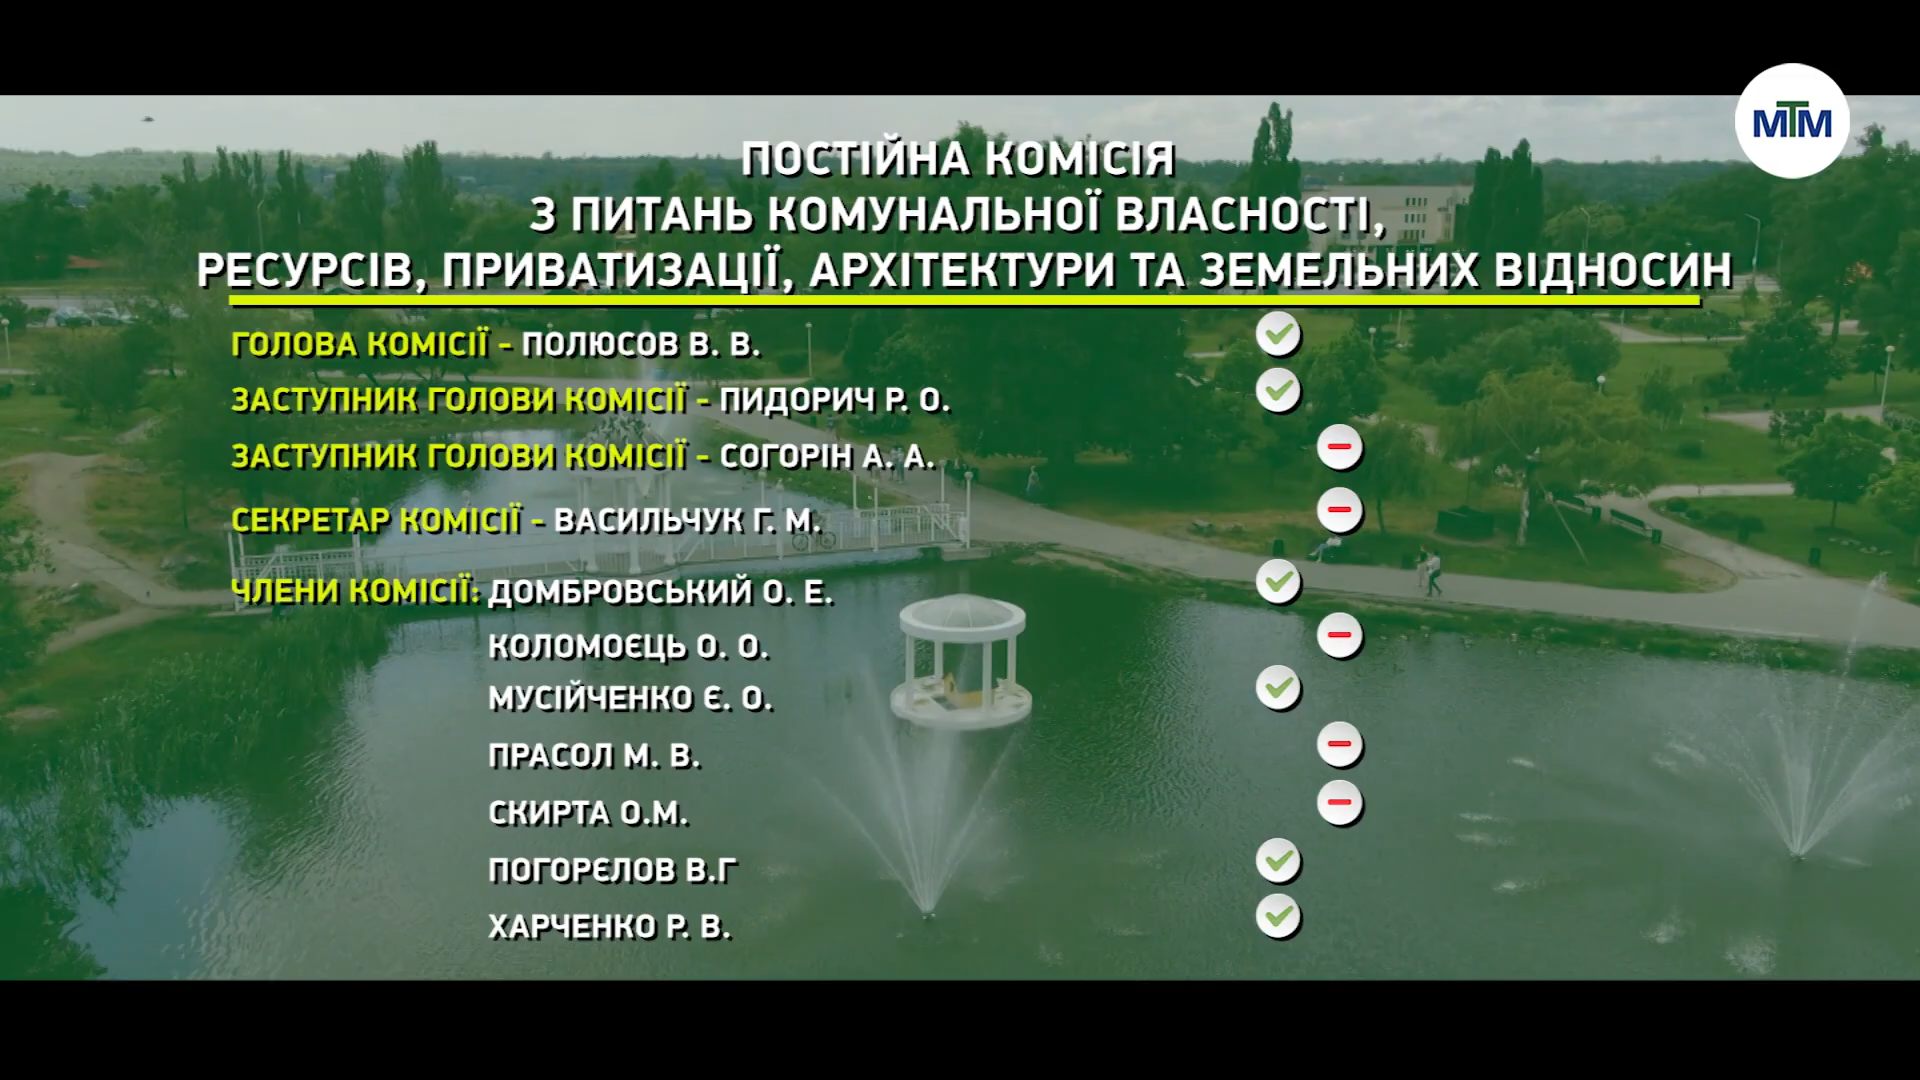 МТМ
ПОСТІЙНА КОМІСІЯ
З ПИТАНЬ КОМУНАЛЬНОЇ ВЛАСНОСТІ,
РЕСУРСІВ, ПРИВАТИЗАЦІЇ, АРХІТЕКТУРИ ТА ЗЕМЕЛЬНИХ ВІДНОСИН
ГОЛОВА КОМІСІЇ - ПОЛЮСОВ В. В.
ЗАСТУПНИК ГОЛОВИ КОМІСІЇ - ПИДОРИЧ Р. О.
ЗАСТУПНИК ГОЛОВИ КОМІСІЇ - СОГОРІН А. А.
СЕКРЕТАР КОМІСІЇ - ВАСИЛЬЧУК Г. М.
ЧЛЕНИ КОМІСІЇ: ДОМБРОВСЬКИЙ О. Е.
КОЛОМОЄЦЬ О. О.
МУСІЙЧЕНКО Є. О.
ПРАСОЛ М. В.
СКИРТА О.М.
ПОГОРЄЛОВ В.Г
ХАРЧЕНКО Р. В.